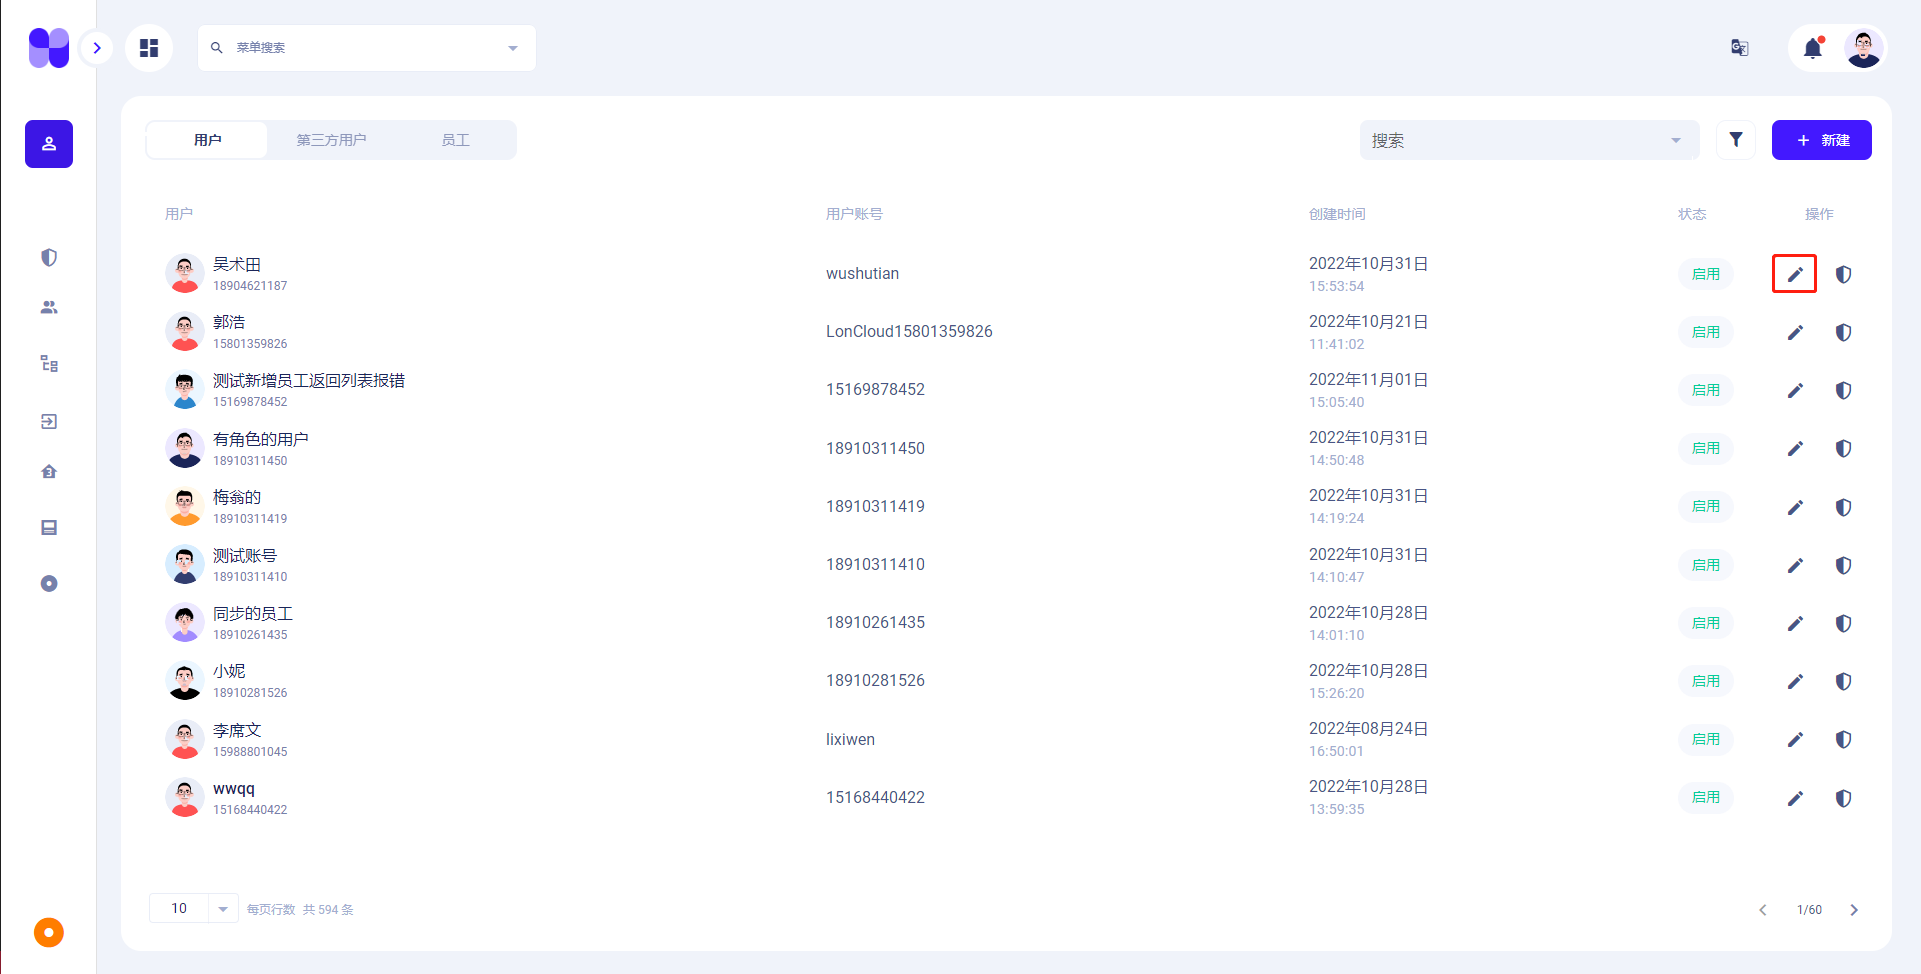 菜单搜索
用户 第三方用户 员工 搜索 新建
用户 用户账号 创建时间 状态 操作
吴术田
18904621187
wushutian
2022年10月31日
15:53:54
启用
郭浩
15801359826
LonCloud15801359826
2022年10月21日
11:41:02
启用
测试新增员工返回列表报错
15169878452
15169878452
2022年11月01日
15:05:40
启用
有角色的用户
18910311450
18910311450
2022年10月31日
14:50:48
启用
梅翁的
18910311419
18910311419
2022年10月31日
14:19:24
启用
测试账号
18910311410
18910311410
2022年10月31日
14:10:47
启用
同步的员工
18910261435
18910261435
2022年10月28日
14:01:10
启用
小妮
18910281526
18910281526
2022年10月28日
15:26:20
启用
李席文
15988801045
lixiwen
2022年08月24日
16:50:01
启用
wwqq
15168440422
15168440422
2022年10月28日
13:59:35
启用
10 每页行数 共 594 条 1/60